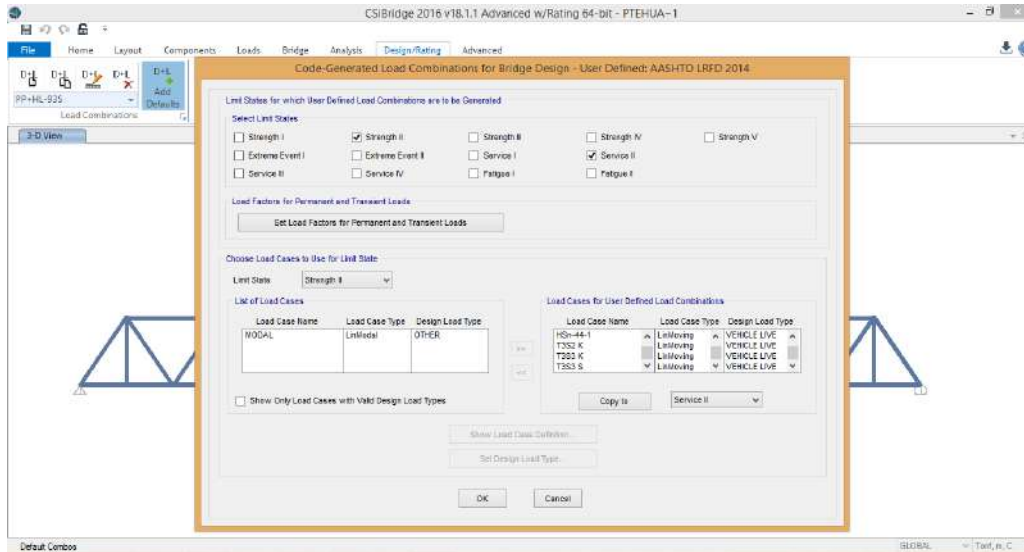 CSiBridge 2016 v18.1.1 Advanced w/Rating 64-bit - PTEHUA~1
File Home Layout Components Loads Bridge Analysis Design/Rating Advanced
D+L D+L D+L D+L D+L
Add
Defaults
PP+HL-93S
Load Combinations
3-D View
Code-Generated Load Combinations for Bridge Design - User Defined: AASHTO LRFD 2014
Limit States for which User Defined Load Combinations are to be Generated
Select Limit States
Strength I Strength II Strength III Strength IV Strength V
Extreme Event I Extreme Event II Service I Service II
Service III Service IV Fatigue I Fatigue II
Load Factors for Permanent and Transient Loads
Set Load Factors for Permanent and Transient Loads
Choose Load Cases to Use for Limit State
Limit State Strength II
List of Load Cases
Load Case Name Load Case Type Design Load Type
MODAL LinModal OTHER
Show Only Load Cases with Valid Design Load Types
Load Cases for User Defined Load Combinations
Load Case Name Load Case Type Design Load Type
HSn-44-1 LinMoving VEHICLE LIVE
T3S2 K LinMoving VEHICLE LIVE
T3S3 K LinMoving VEHICLE LIVE
T3S3 S LinMoving VEHICLE LIVE
>>
<<
Copy to Service II
Show Load Case Definition...
Set Design Load Type...
OK Cancel
Default Combos
GLOBAL Tonf, m, C